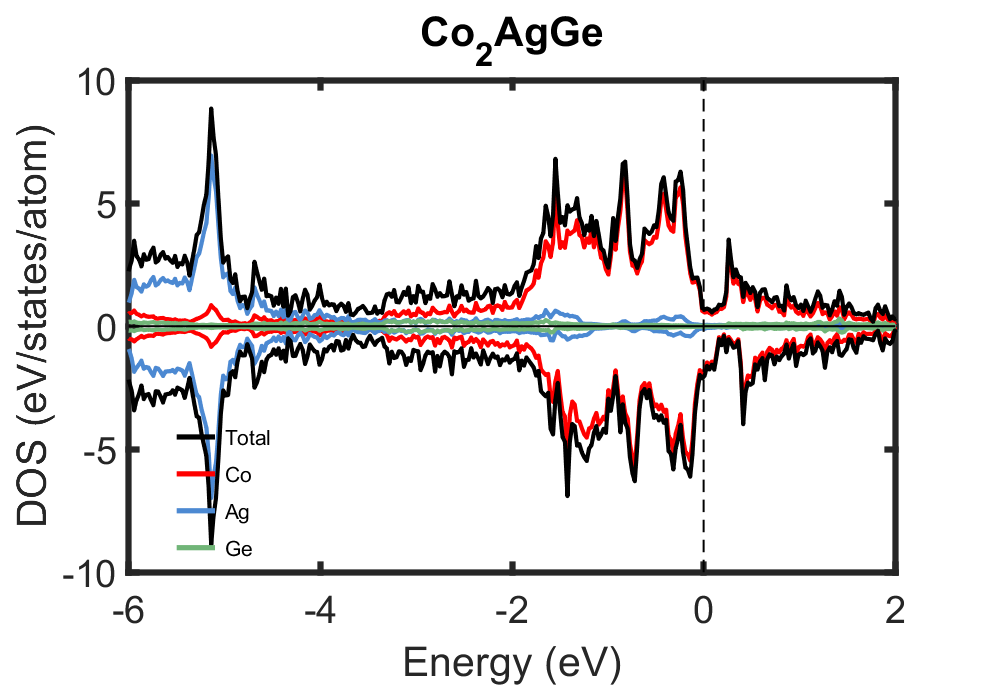 Co₂AgGe
DOS (eV/states/atom)
10
5
0
-5
-10
Total
Co
Ag
Ge
-6 -4 -2 0 2
Energy (eV)